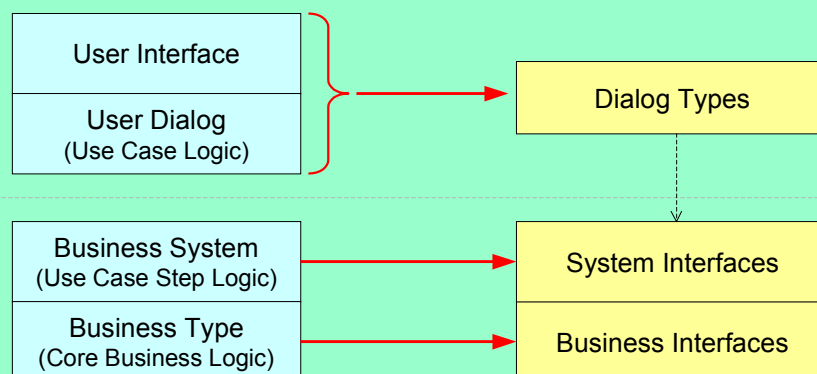 User Interface
User Dialog
(Use Case Logic)
Dialog Types
Business System
(Use Case Step Logic)
System Interfaces
Business Type
(Core Business Logic)
Business Interfaces